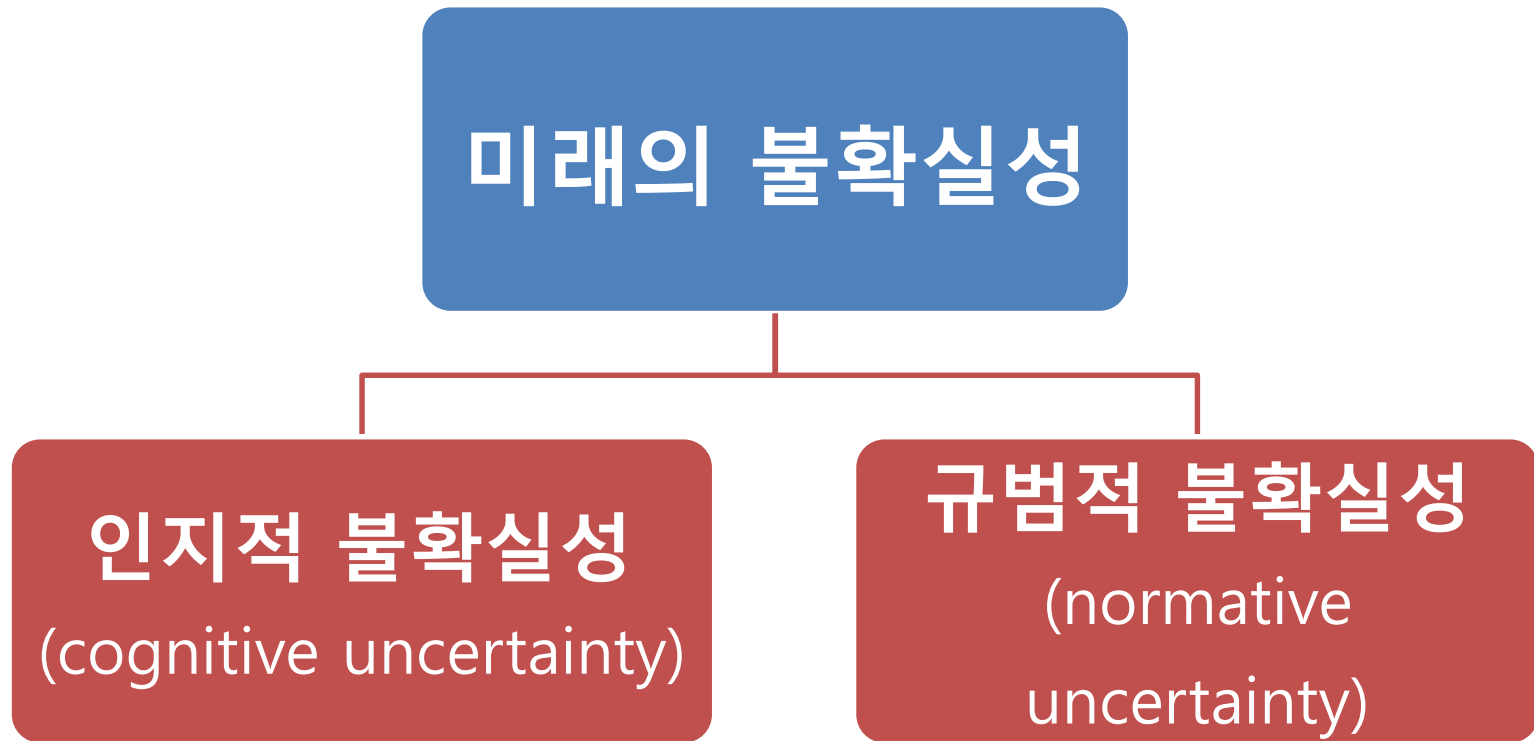 미래의 불확실성
인지적 불확실성
(cognitive uncertainty)
규범적 불확실성
(normative
uncertainty)